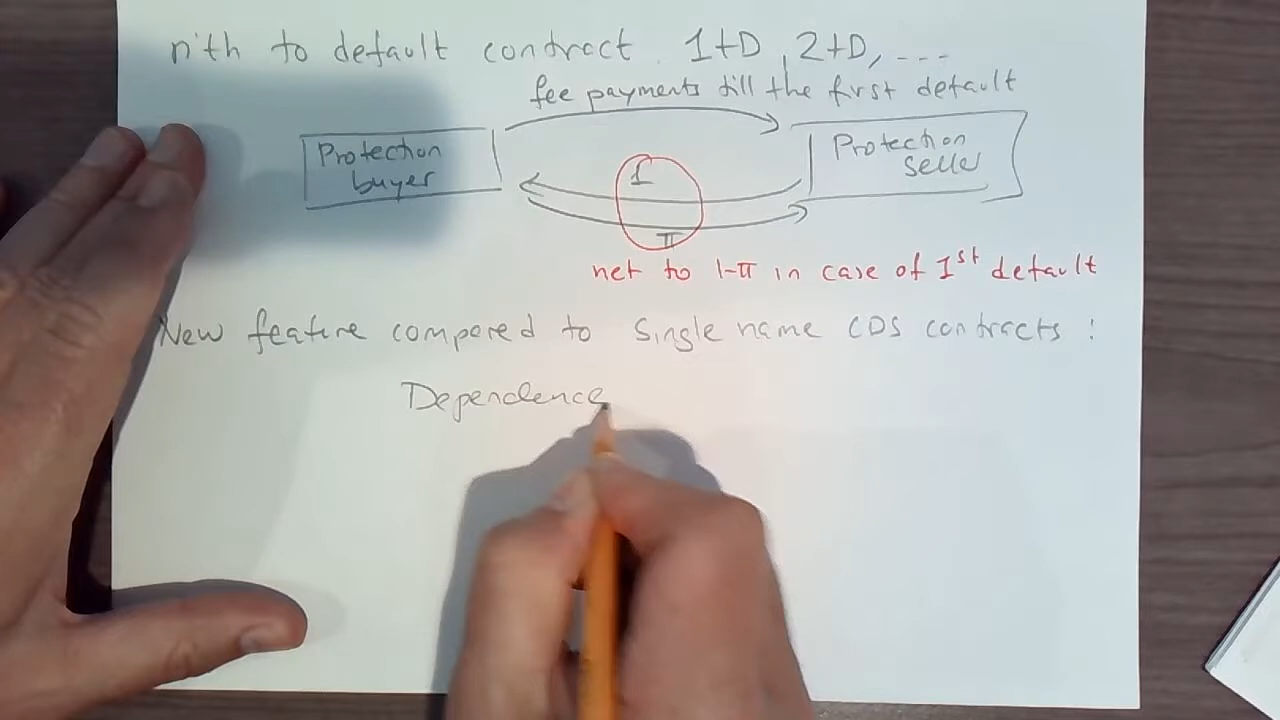 n'th to default contract 1tD, 2tD, ...
fee payments till the first default
Protection
buyer
1
π
Protection
seller
net to 1-π in case of 1st default
New feature compared to single name CDS contracts :
Dependence